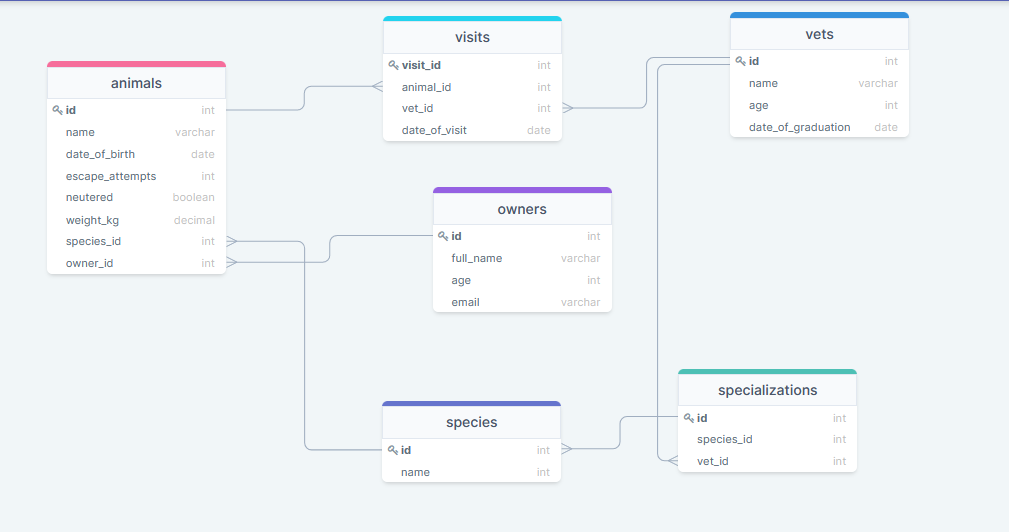 animals
id int
name varchar
date_of_birth date
escape_attempts int
neutered boolean
weight_kg decimal
species_id int
owner_id int
visits
visit_id int
animal_id int
vet_id int
date_of_visit date
vets
id int
name varchar
age int
date_of_graduation date
owners
id int
full_name varchar
age int
email varchar
species
id int
name int
specializations
id int
species_id int
vet_id int